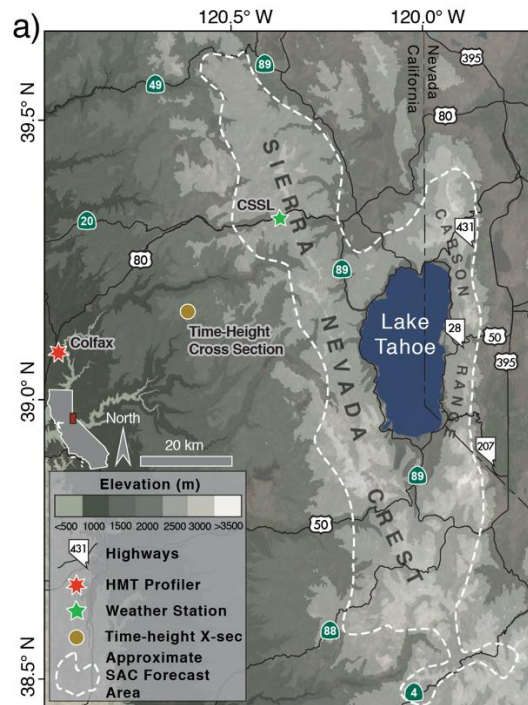 a)
120.5° W
120.0° W
39.5° N
39.0° N
38.5° N
49
89
Nevada
California
395
80
SIERRA
NEVADA
CREST
CARSON
RANGE
CSSL
20
80
431
89
Time-Height
Cross Section
Colfax
Lake
Tahoe
28
50
395
207
North
20 km
89
50
88
4
Elevation (m)
<500 1000 1500 2000 2500 3000 >3500
431 Highways
HMT Profiler
Weather Station
Time-height X-sec
Approximate
SAC Forecast
Area